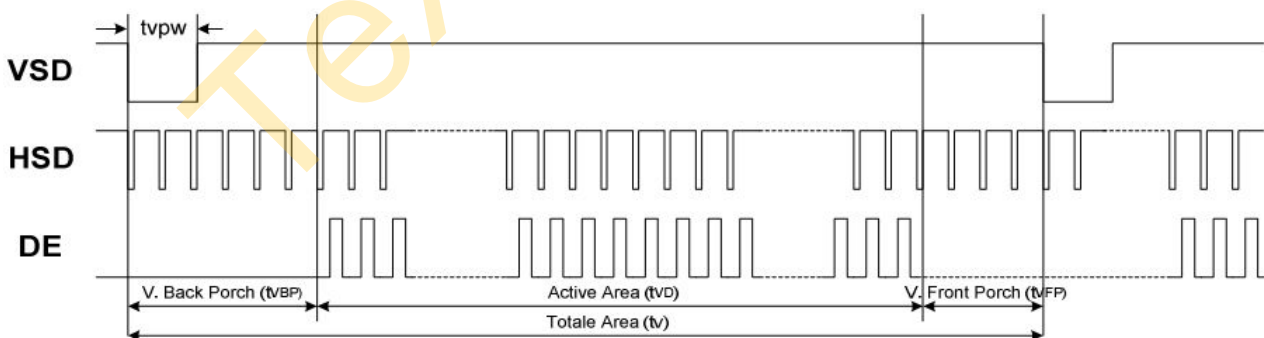 tvpw
VSD
HSD
DE
V. Back Porch (tVBP)
Active Area (tVD)
V. Front Porch (tVFP)
Totale Area (tv)